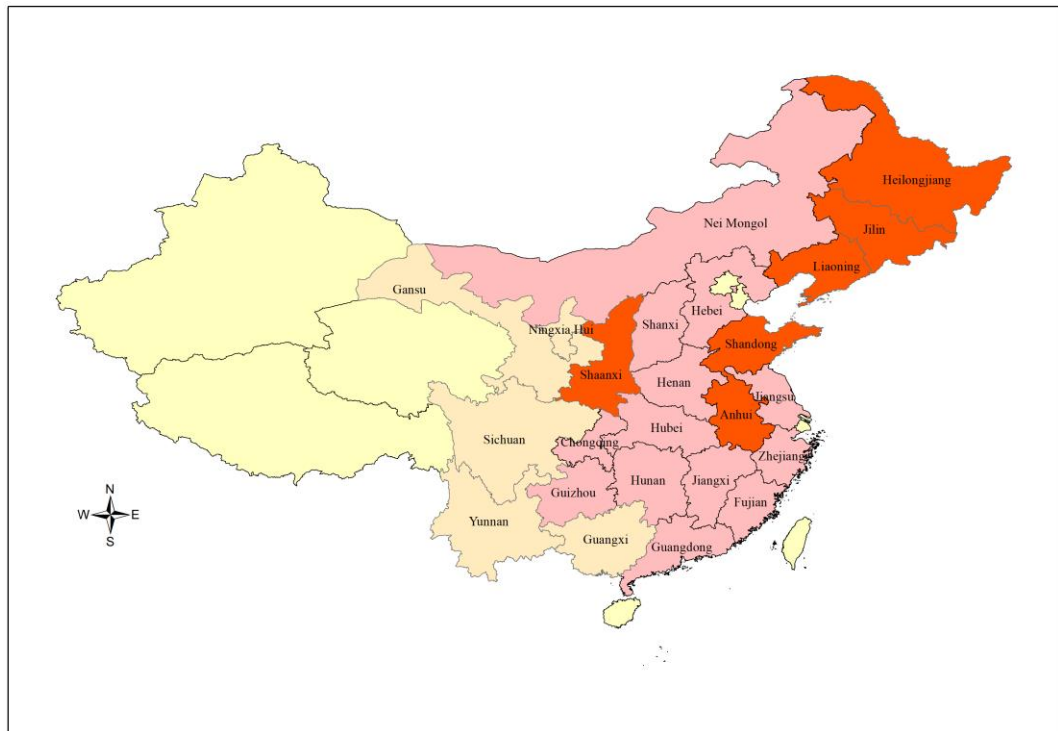 Heilongjiang
Nei Mongol
Jilin
Liaoning
Gansu
Hebei
Ningxia Hui
Shanxi
Shandong
Shaanxi
Henan
Jiangsu
Anhui
Hubei
Sichuan
Chongqing
Zhejiang
Hunan
Jiangxi
Guizhou
Fujian
N
W E
S
Yunnan
Guangxi
Guangdong